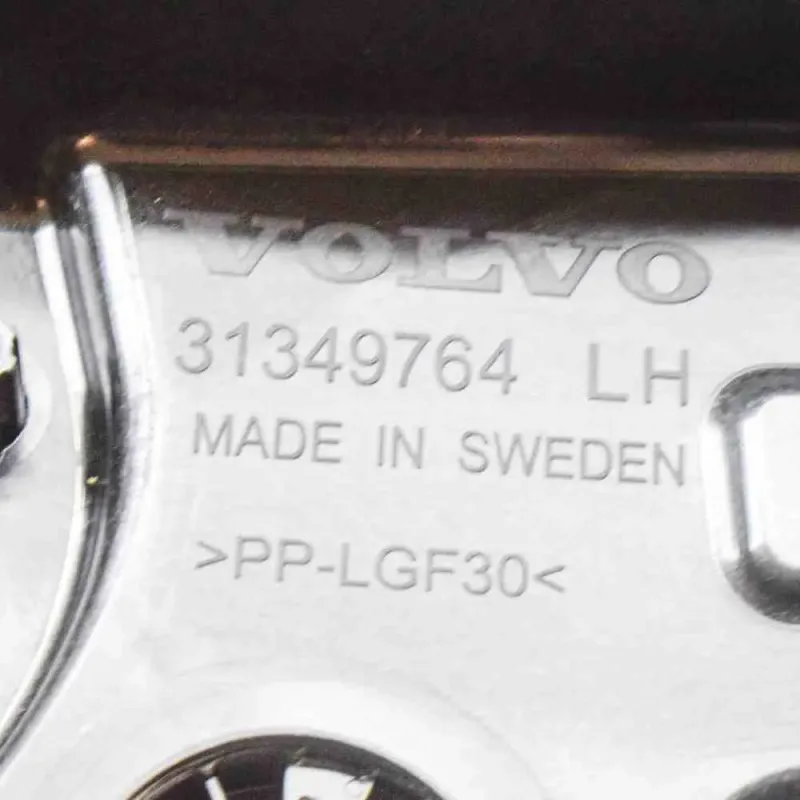 VOLVO
31349764 LH
MADE IN SWEDEN
>PP-LGF30<